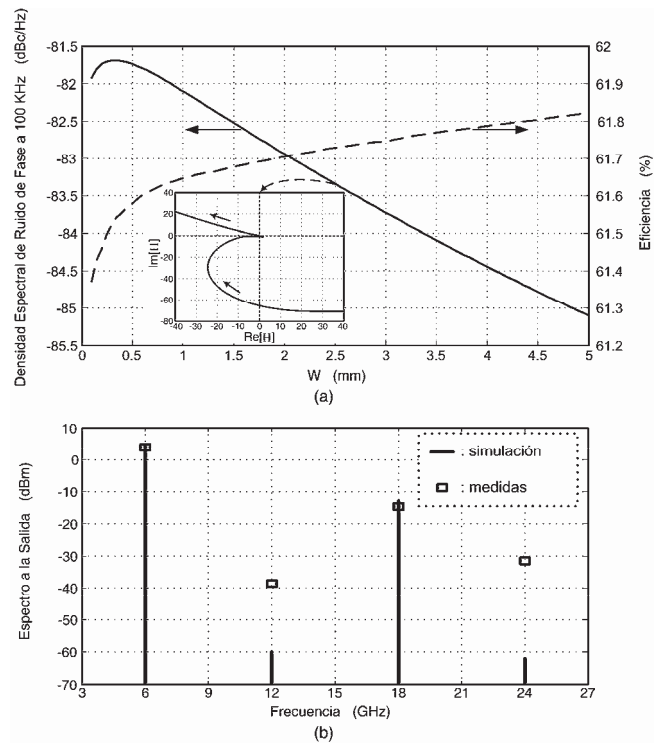 Densidad Espectral de Ruido de Fase a 100 KHz (dBc/Hz)
-81.5
-82
-82.5
-83
-83.5
-84
-84.5
-85
-85.5
62
61.9
61.8
61.7
61.6
61.5
61.4
61.3
61.2
Eficiencia (%)
0 0.5 1 1.5 2 2.5 3 3.5 4 4.5 5
W (mm)
Im[H]
40
20
0
-20
-40
-60
-80
-40 -30 -20 -10 0 10 20 30 40
Re[H]
(a)
Espectro a la Salida (dBm)
10
0
-10
-20
-30
-40
-50
-60
-70
: simulación
: medidas
3 6 9 12 15 18 21 24 27
Frecuencia (GHz)
(b)